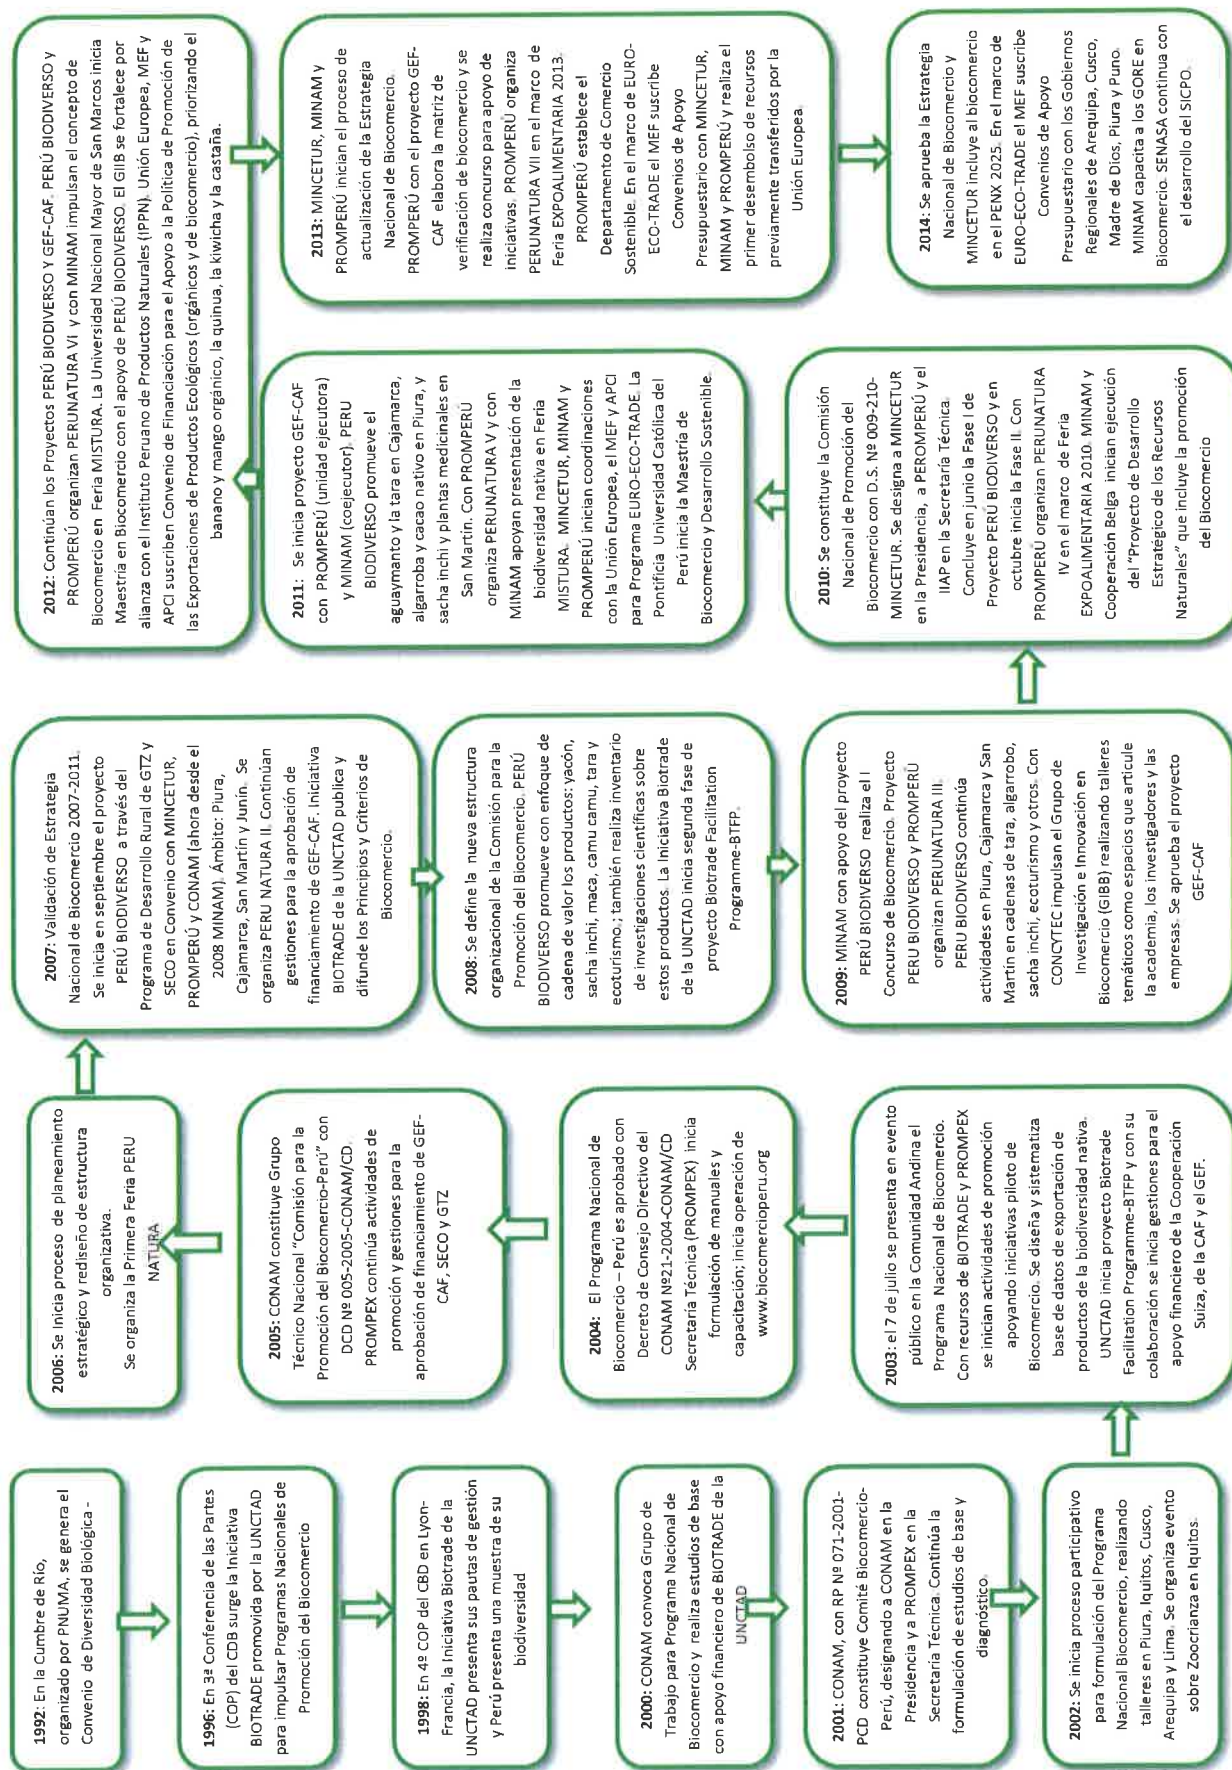 1992: En la Cumbre de Río,
organizado por PNUMA, se genera el
Convenio de Diversidad Biológica -
1996: En 3ª Conferencia de las Partes
(COP) del CDB surge la Iniciativa
BIOTRADE promovida por la UNCTAD
para impulsar Programas Nacionales de
Promoción del Biocomercio
1998: En 4º COP del CBD en Lyon-
Francia, la Iniciativa Biotrade de la
UNCTAD presenta sus pautas de gestión
y Perú presenta una muestra de su
biodiversidad
2000: CONAM convoca Grupo de
Trabajo para Programa Nacional de
Biocomercio y realiza estudios de base
con apoyo financiero de BIOTRADE de la
UNCTAD
2001: CONAM, con RP Nº 071-2001-
PCD constituye Comité Biocomercio-
Perú, designando a CONAM en la
Presidencia y a PROMPEX en la
Secretaría Técnica. Continúa la
formulación de estudios de base y
diagnóstico.
2002: Se inicia proceso participativo
para formulación del Programa
Nacional Biocomercio, realizando
talleres en Piura, Iquitos, Cusco,
Arequipa y Lima. Se organiza evento
sobre Zoocrianza en Iquitos.
2003: el 7 de julio se presenta en evento
público en la Comunidad Andina el
Programa Nacional de Biocomercio.
Con recursos de BIOTRADE y PROMPEX
se inician actividades de promoción
apoyando iniciativas piloto de
Biocomercio. Se diseña y sistematiza
base de datos de exportación de
productos de la biodiversidad nativa.
UNCTAD inicia proyecto Biotrade
Facilitation Programme-BTFP y con su
colaboración se inicia gestiones para el
apoyo financiero de la Cooperación
Suiza, de la CAF y el GEF.
2004: El Programa Nacional de
Biocomercio – Perú es aprobado con
Decreto de Consejo Directivo del
CONAM Nº21-2004-CONAM/CD
Secretaria Técnica (PROMPEX) inicia
formulación de manuales y
capacitación; inicia operación de
www.biocomercioperu.org
2005: CONAM constituye Grupo
Técnico Nacional "Comisión para la
Promoción del Biocomercio-Perú" con
DCD Nº 005-2005-CONAM/CD.
PROMPEX continúa actividades de
promoción y gestiones para la
aprobación de financiamiento de GEF-
CAF, SECO y GTZ
2006: Se inicia proceso de planeamiento
estratégico y rediseño de estructura
organizativa.
Se organiza la Primera Feria PERU
NATURA
2007: Validación de Estrategia
Nacional de Biocomercio 2007-2011.
Se inicia en septiembre el proyecto
PERÚ BIODIVERSO a través del
Programa de Desarrollo Rural de GTZ y
SECO en Convenio con MINCETUR,
PROMPERÚ y CONAM (ahora desde el
2008 MINAM). Ámbito: Piura,
Cajamarca, San Martín y Junín. Se
organiza PERU NATURA II. Continúan
gestiones para la aprobación de
financiamiento de GEF-CAF. Iniciativa
BIOTRADE de la UNCTAD publica y
difunde los Principios y Criterios de
Biocomercio.
2008: Se define la nueva estructura
organizacional de la Comisión para la
Promoción del Biocomercio. PERÚ
BIODIVERSO promueve con enfoque de
cadena de valor los productos: yacón,
sacha inchi, maca, camu camu, tara y
ecoturismo.; también realiza inventario
de investigaciones científicas sobre
estos productos. La Iniciativa Biotrade
de la UNCTAD inicia segunda fase de
proyecto Biotrade Facilitation
Programme-BTFP.
2009: MINAM con apoyo del proyecto
PERÚ BIODIVERSO realiza el I
Concurso de Biocomercio. Proyecto
PERU BIODIVERSO y PROMPERÚ
organizan PERUNATURA III.
PERU BIODIVERSO continúa
actividades en Piura, Cajamarca y San
Martin en cadenas de tara, algarrobo,
sacha inchi, ecoturismo y otros. Con
CONCYTEC impulsan el Grupo de
Investigación e Innovación en
Biocomercio (GIBB) realizando talleres
temáticos como espacios que articule
la academia, los investigadores y las
empresas. Se aprueba el proyecto
GEF-CAF
2010: Se constituye la Comisión
Nacional de Promoción del
Biocomercio con D.S. Nº 009-210-
MINCETUR. Se designa a MINCETUR
en la Presidencia, a PEROMPERÚ y el
IIAP en la Secretaría Técnica.
Concluye en junio la Fase I de
Proyecto PERÚ BIODIVERSO y en
octubre inicia la Fase II. Con
PROMPERÚ organizan PERUNATURA
IV en el marco de Feria
EXPOALIMENTARIA 2010. MINAM y
Cooperación Belga inician ejecución
del "Proyecto de Desarrollo
Estratégico de los Recursos
Naturales" que incluye la promoción
del Biocomercio
2011: Se inicia proyecto GEF-CAF
con PROMPERÚ (unidad ejecutora)
y MINAM (coejecutor). PERU
BIODIVERSO promueve el
aguaymanto y la tara en Cajamarca,
algarroba y cacao nativo en Piura, y
sacha inchi y plantas medicinales en
San Martín. Con PROMPERÚ
organiza PERUNATURA V y con
MINAM apoyan presentación de la
biodiversidad nativa en Feria
MISTURA. MINCETUR, MINAM y
PROMPERÚ inician coordinaciones
con la Unión Europea, el MEF y APCI
para Programa EURO-ECO-TRADE. La
Pontificia Universidad Católica del
Perú inicia la Maestría de
Biocomercio y Desarrollo Sostenible.
2012: Continúan los Proyectos PERÚ BIODIVERSO Y GEF-CAF. PERÚ BIODIVERSO y
PROMPERÚ organizan PERUNATURA VI y con MINAM impulsan el concepto de
Biocomercio en Feria MISTURA. La Universidad Nacional Mayor de San Marcos inicia
Maestría en Biocomercio con el apoyo de PERÚ BIODIVERSO. El GIIB se fortalece por
alianza con el Instituto Peruano de Productos Naturales (IPPN). Unión Europea, MEF y
APCI suscriben Convenio de Financiación para el Apoyo a la Política de Promoción de
las Exportaciones de Productos Ecológicos (orgánicos y de biocomercio), priorizando el
banano y mango orgánico, la quinua, la kiwicha y la castaña.
2013: MINCETUR, MINAM y
PROMPERÚ inician el proceso de
actualización de la Estrategia
Nacional de Biocomercio.
PROMPERÚ con el proyecto GEF-
CAF elabora la matriz de
verificación de biocomercio y se
realiza concurso para apoyo de
iniciativas. PROMPERÚ organiza
PERUNATURA VII en el marco de
Feria EXPOALIMENTARIA 2013.
PROMPERÚ establece el
Departamento de Comercio
Sostenible. En el marco de EURO-
ECO-TRADE el MEF suscribe
Convenios de Apoyo
Presupuestario con MINCETUR,
MINAM y PROMPERÚ y realiza el
primer desembolso de recursos
previamente transferidos por la
Unión Europea.
2014: Se aprueba la Estrategia
Nacional de Biocomercio y
MINCETUR incluye al biocomercio
en el PENX 2025. En el marco de
EURO-ECO-TRADE el MEF suscribe
Convenios de Apoyo
Presupuestario con los Gobiernos
Regionales de Arequipa, Cusco,
Madre de Dios, Piura y Puno.
MINAM capacita a los GORE en
Biocomercio. SENASA continua con
el desarrollo del SICPO.